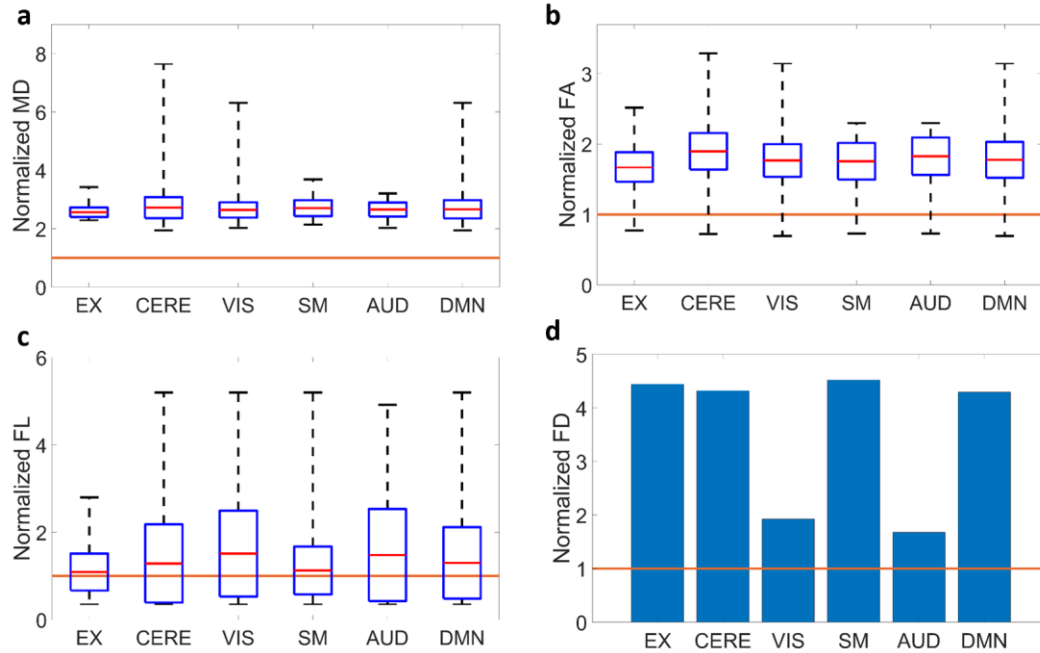 a
8
6
4
2
0
Normalized MD
EX CERE VIS SM AUD DMN
b
3
2
1
0
Normalized FA
EX CERE VIS SM AUD DMN
c
6
4
2
0
Normalized FL
EX CERE VIS SM AUD DMN
d
5
4
3
2
1
0
Normalized FD
EX CERE VIS SM AUD DMN